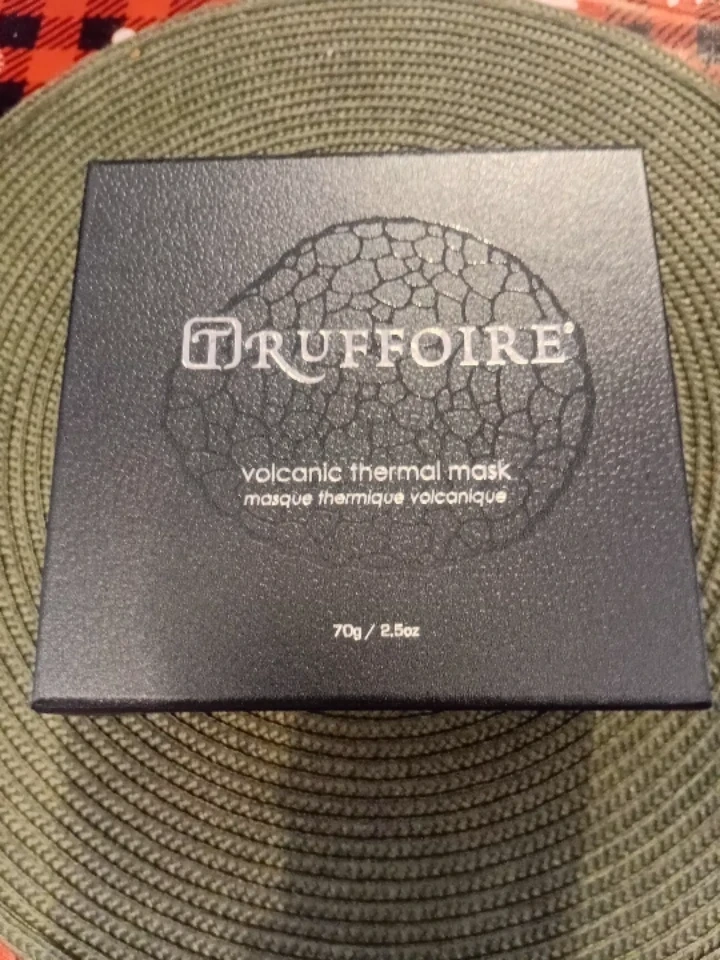 TRUFFOIRE®
volcanic thermal mask
masque thermique volcanique
70g / 2.5oz